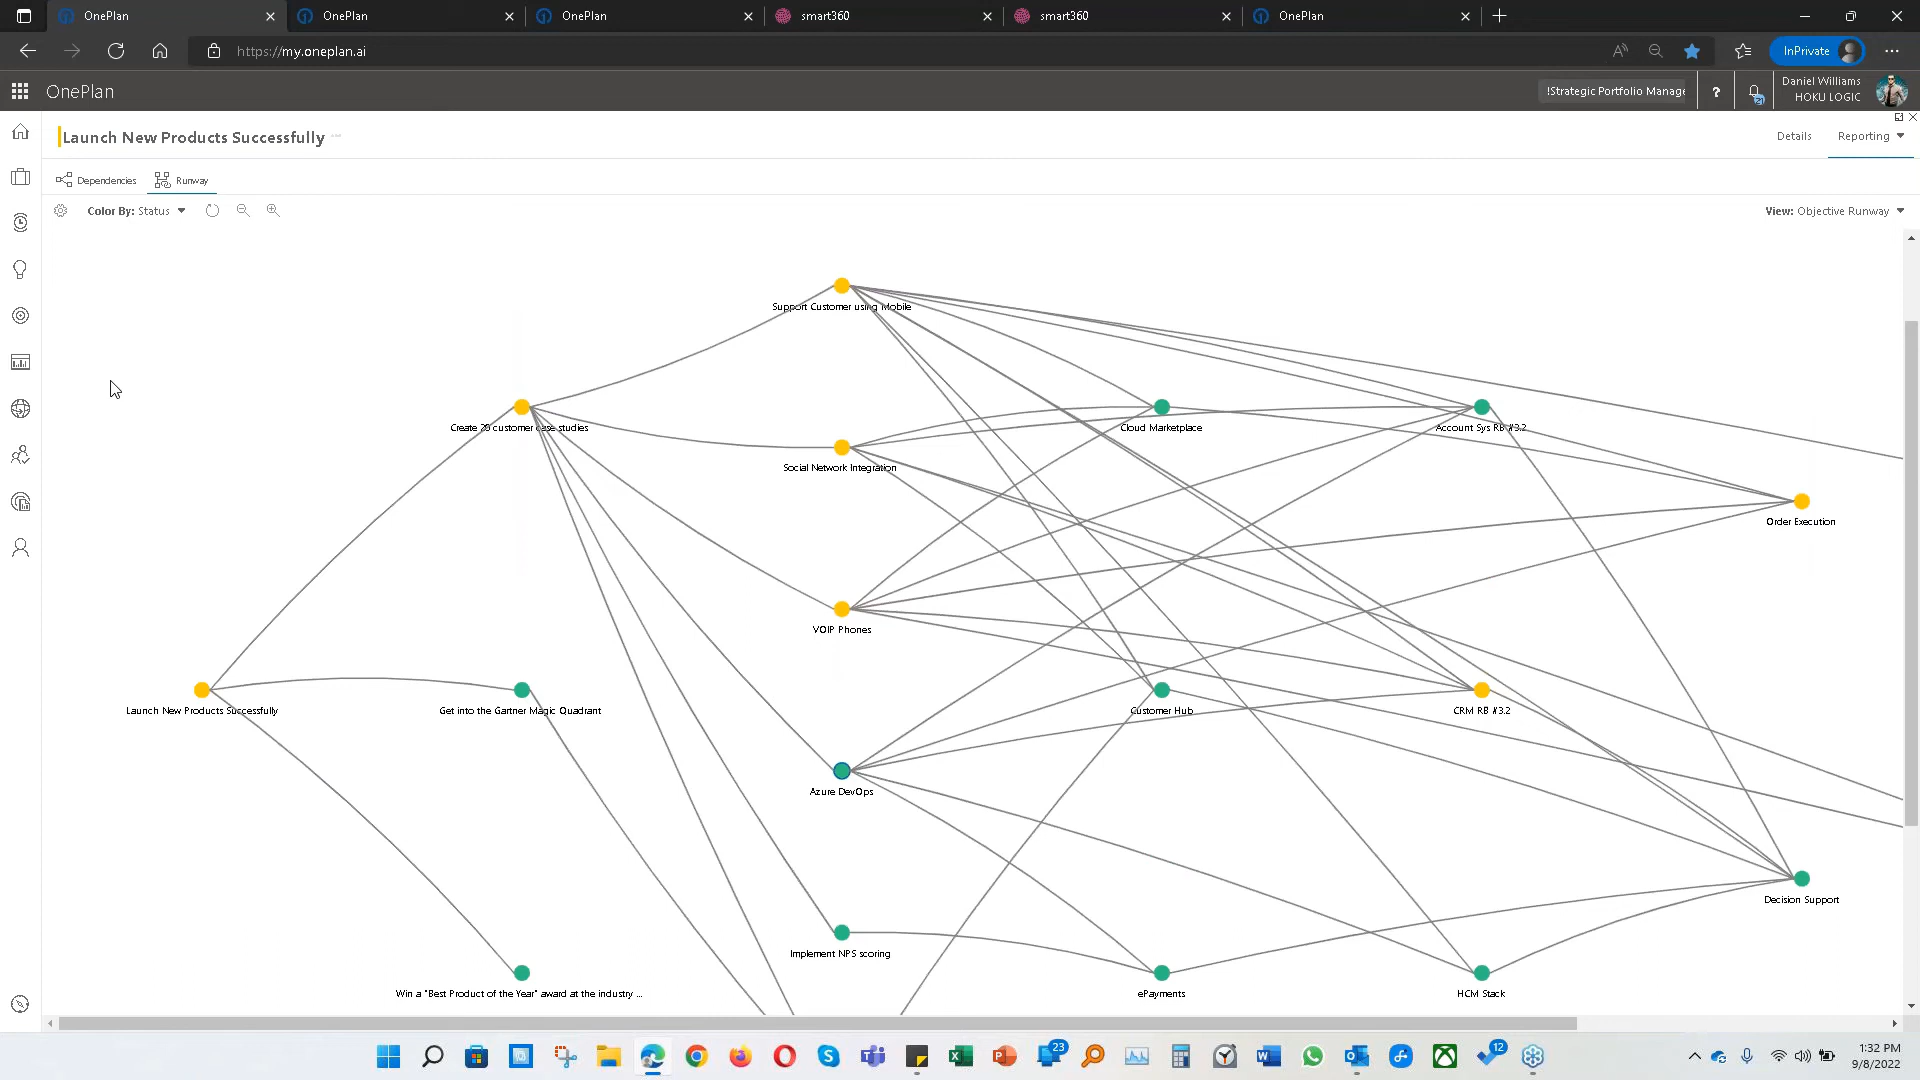 OnePlan
OnePlan
OnePlan
smart360
smart360
OnePlan
https://my.oneplan.ai
InPrivate
OnePlan
!Strategic Portfolio Manage
?
21
Daniel Williams
HOKU LOGIC
Launch New Products Successfully
Details
Reporting
Dependencies
Runway
Color By: Status
View: Objective Runway
Support Customer using Mobile
Create 20 customer case studies
Cloud Marketplace
Account Sys RB #3.2
Social Network Integration
Order Execution
VOIP Phones
Launch New Products Successfully
Get into the Gartner Magic Quadrant
Customer Hub
CRM RB #3.2
Azure DevOps
Decision Support
Implement NPS scoring
Win a "Best Product of the Year" award at the industry ...
ePayments
HCM Stack
23
12
1:32 PM
9/8/2022